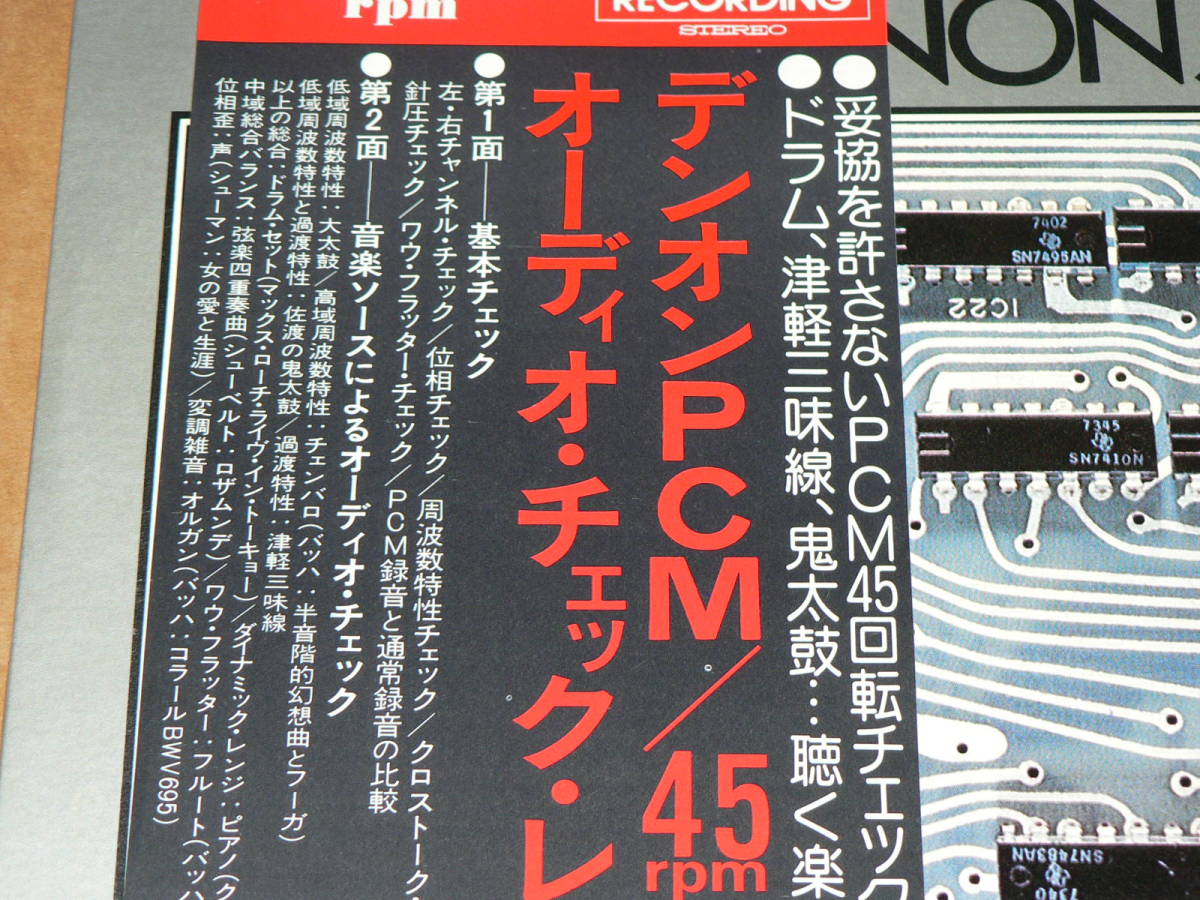 rpm
RECORDING
STEREO
NON
●妥協を許さないPCM45回転チェック
●ドラム、津軽三味線、鬼太鼓…聴く楽
デンオンPCM/45rpm
オーディオ・チェック・レ
●第1面――基本チェック
左・右チャンネル・チェック/位相チェック/周波数特性チェック/クロストーク・
針圧チェック/ワウ・フラッター・チェック/PCM録音と通常録音の比較
●第2面――音楽ソースによるオーディオ・チェック
低域周波数特性:大太鼓/高域周波数特性:チェンバロ(バッハ:半音階的幻想曲とフーガ)
低域周波数特性と過渡特性:佐渡の鬼太鼓/過渡特性:津軽三味線
以上の総合:ドラム・セット(マックス・ローチ・ライヴ・イン・トーキョー)/ダイナミック・レンジ:ピアノ(ク
中域総合バランス:弦楽四重奏曲(シューベルト:ロザムンデ)/ワウ・フラッター:フルート(バッハ
位相歪:声(シューマン:女の愛と生涯)/変調雑音:オルガン(バッハ:コラールBWV695)
7402
SN7495AN
IC22
7345
SN7410N
SN7483AN
7340